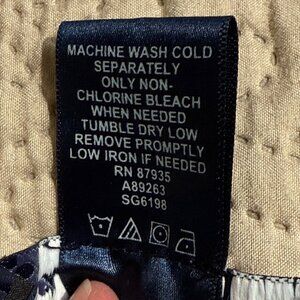 MACHINE WASH COLD
SEPARATELY
ONLY NON-
CHLORINE BLEACH
WHEN NEEDED
TUMBLE DRY LOW
REMOVE PROMPTLY
LOW IRON IF NEEDED
RN 87935
A89263
SG6198